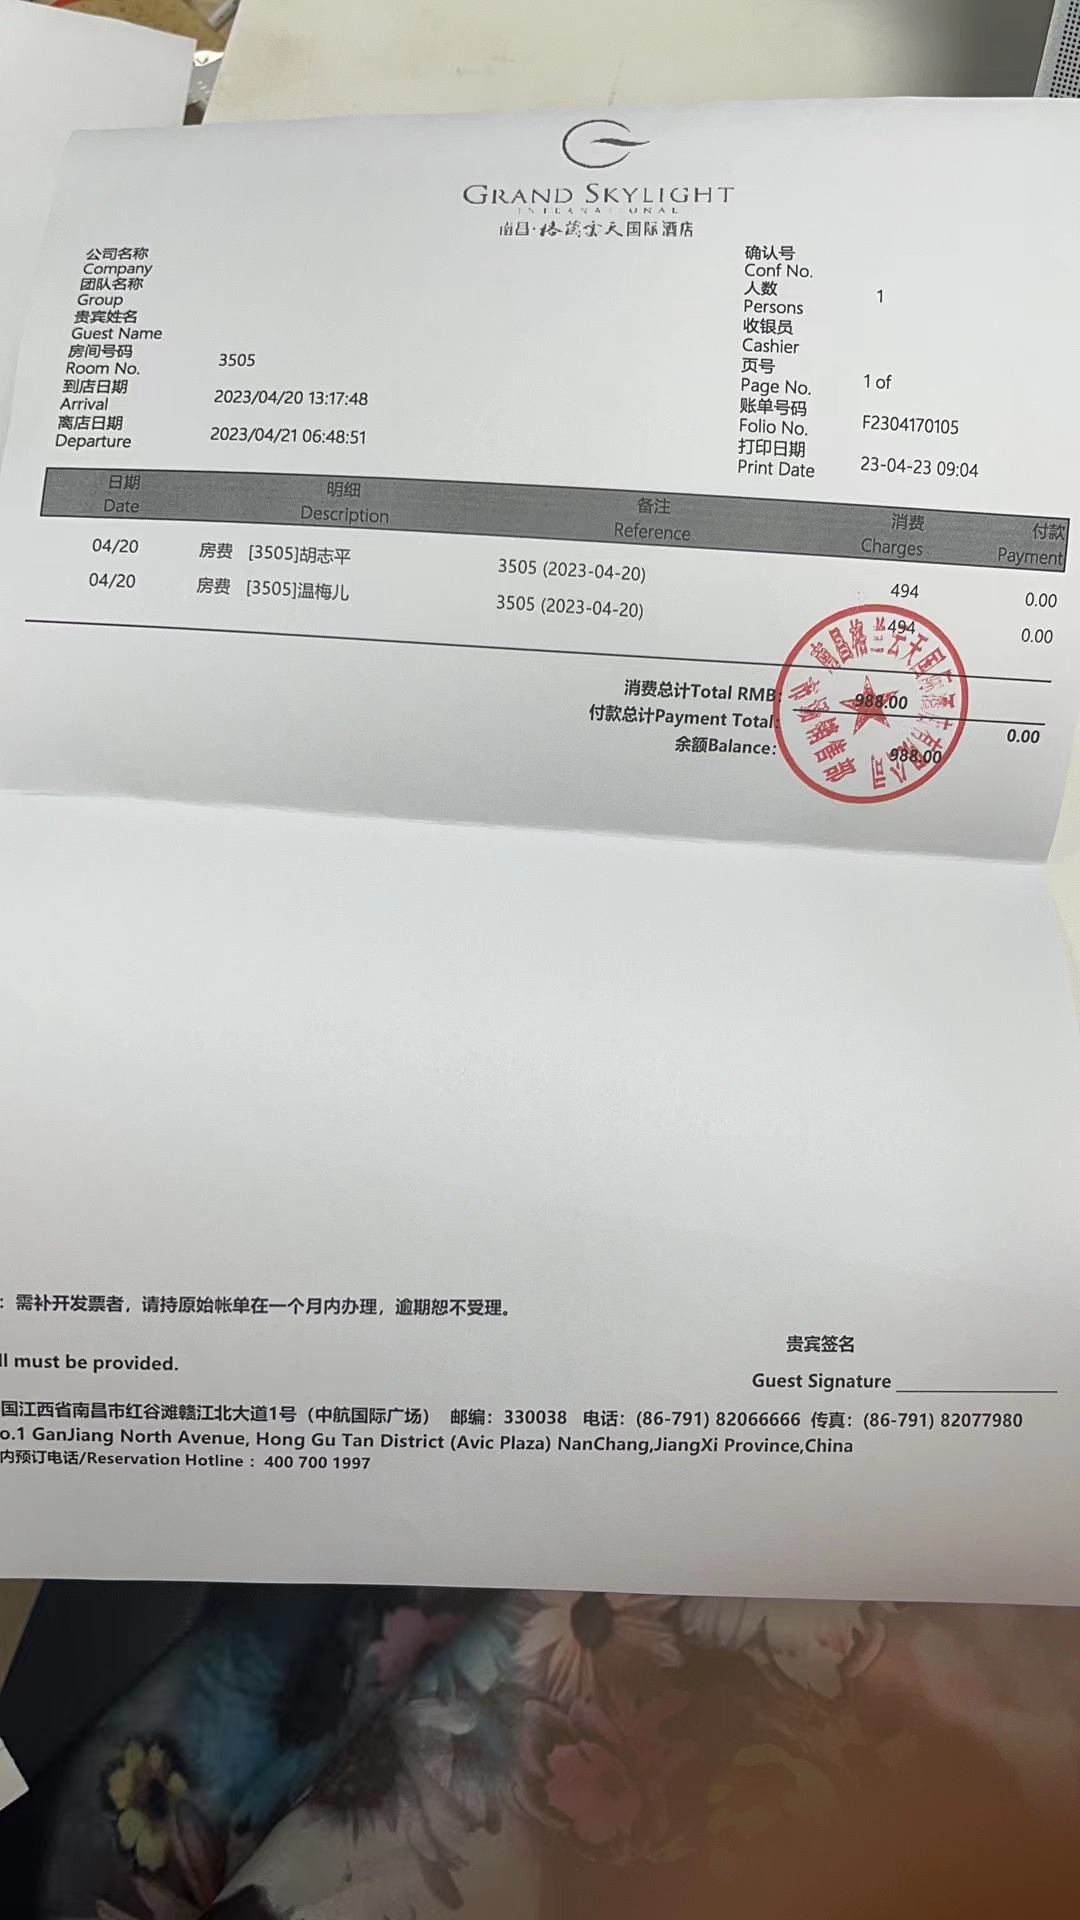 GRAND SKYLIGHT
INTERNATIONAL
南昌·格兰云天国际酒店
公司名称
Company
团队名称
Group
贵宾姓名
Guest Name
房间号码
Room No. 3505
到店日期
Arrival 2023/04/20 13:17:48
离店日期
Departure 2023/04/21 06:48:51
确认号
Conf No.
人数
Persons 1
收银员
Cashier
页号
Page No. 1 of
账单号码
Folio No. F2304170105
打印日期
Print Date 23-04-23 09:04
日期 明细 备注 消费 付款
Date Description Reference Charges Payment
04/20 房费 [3505]胡志平 3505 (2023-04-20) 494 0.00
04/20 房费 [3505]温梅儿 3505 (2023-04-20) 494 0.00
消费总计Total RMB: 988.00
付款总计Payment Total: 0.00
余额Balance: 988.00
市场销售部
: 需补开发票者，请持原始帐单在一个月内办理，逾期恕不受理。
ll must be provided.
贵宾签名
Guest Signature
国江西省南昌市红谷滩赣江北大道1号（中航国际广场） 邮编：330038 电话：(86-791) 82066666 传真：(86-791) 82077980
o.1 GanJiang North Avenue, Hong Gu Tan District (Avic Plaza) NanChang,JiangXi Province,China
内预订电话/Reservation Hotline： 400 700 1997